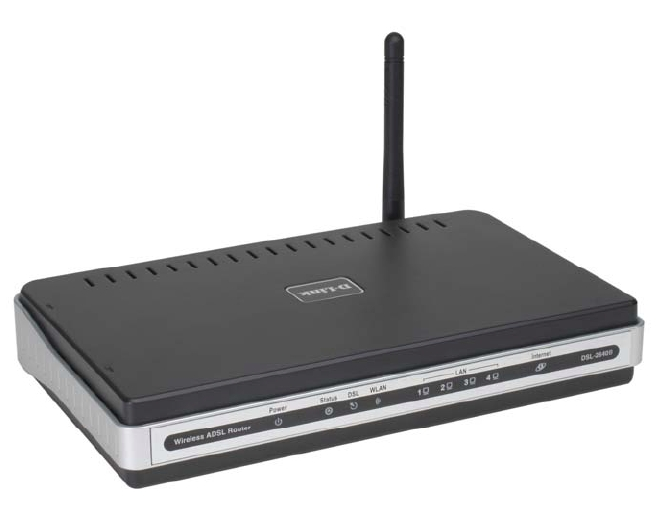 D-Link
Wireless ADSL Router
Power
Status
DSL
WLAN
LAN
1
2
3
4
Internet
DSL-2640B